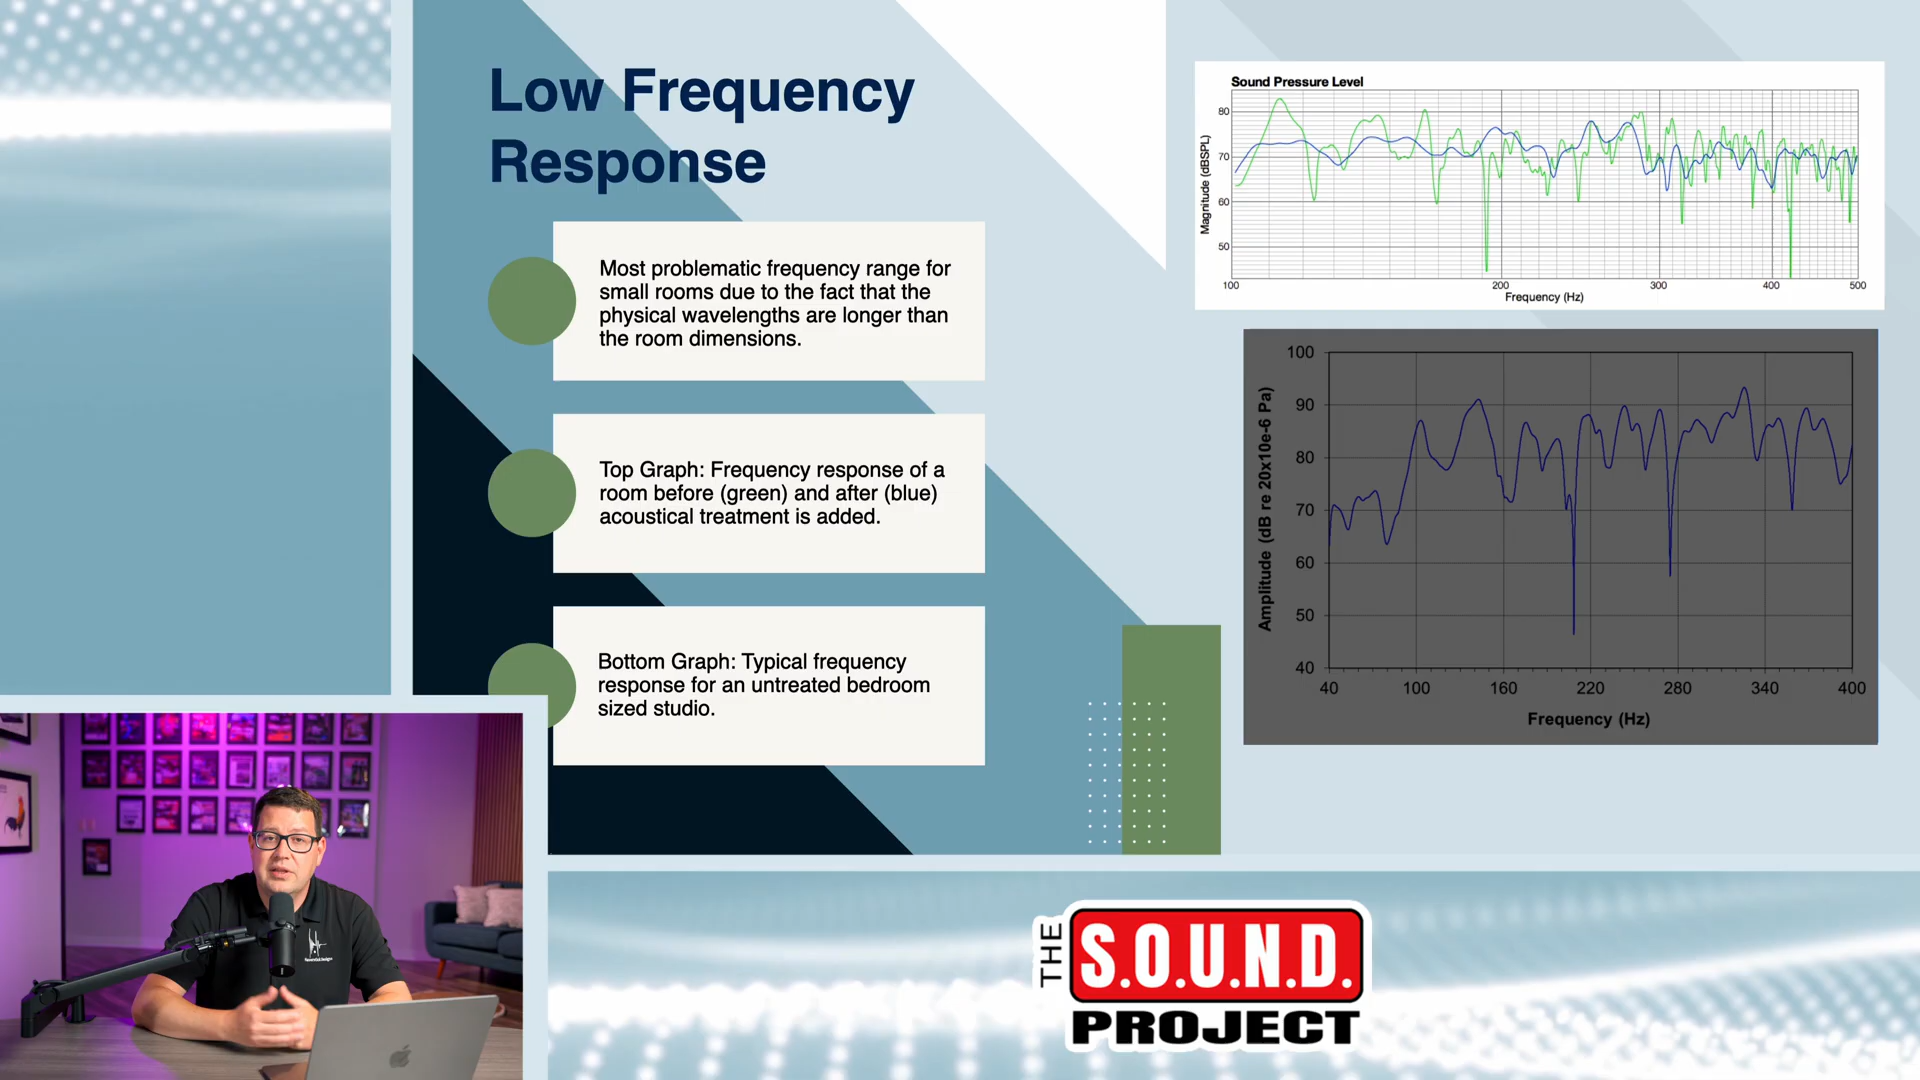 Low Frequency
Response
Most problematic frequency range for
small rooms due to the fact that the
physical wavelengths are longer than
the room dimensions.
Top Graph: Frequency response of a
room before (green) and after (blue)
acoustical treatment is added.
Bottom Graph: Typical frequency
response for an untreated bedroom
sized studio.
Sound Pressure Level
Magnitude (dBSPL)
80
70
60
50
100 200 300 400 500
Frequency (Hz)
Amplitude (dB re 20x10e-6 Pa)
100
90
80
70
60
50
40
40 100 160 220 280 340 400
Frequency (Hz)
THE
S.O.U.N.D.
PROJECT